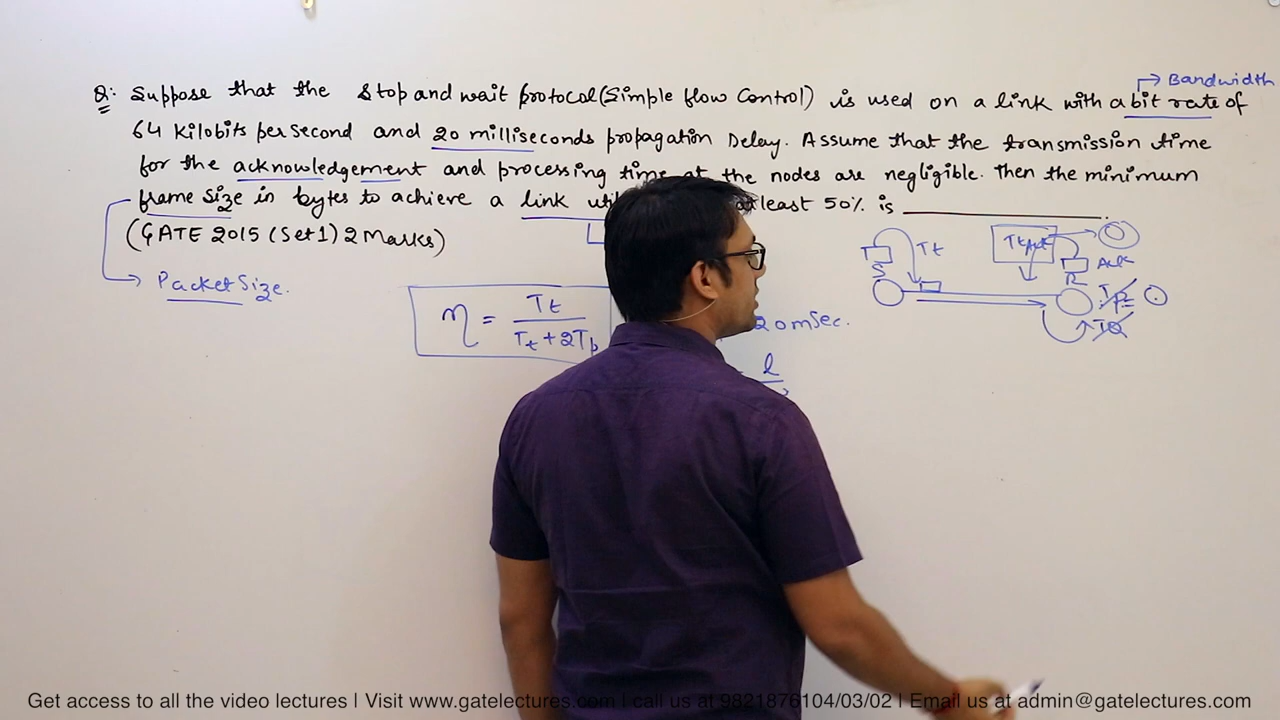 Q:- Suppose that the Stop and wait protocol (Simple flow Control) is used on a link with a bit rate of
Bandwidth
64 kilobits per second and 20 milliseconds propagation Delay. Assume that the transmission time
for the acknowledgement and processing time at the nodes are negligible. Then the minimum
frame size in bytes to achieve a link atleast 50% is
(GATE 2015 (Set 1) 2 Marks)
Packet Size.
η = Tt / Tt + 2Tp
20 msec.
l
Tt
S
R
Ack
Get access to all the video lectures | Visit www.gatelectures.com | call us at 9821876104/03/02 | Email us at admin@gatelectures.com